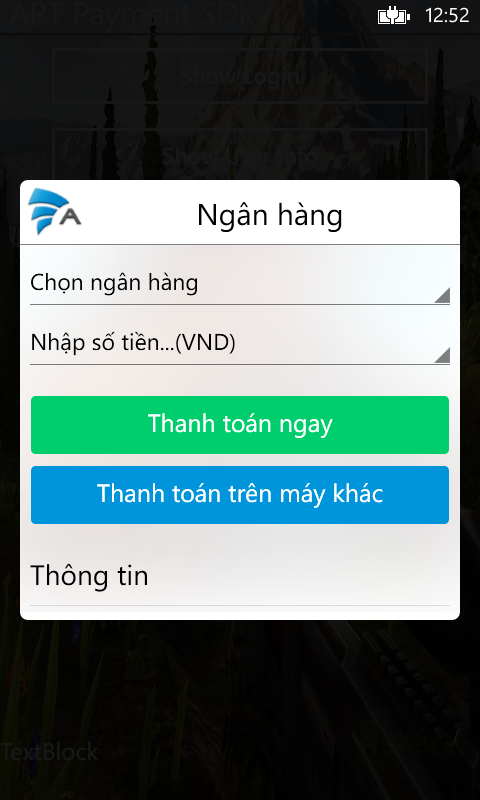 APT Payment SDK
12:52
Show Login
Show User Info
A
Ngân hàng
Chọn ngân hàng
Nhập số tiền...(VND)
Thanh toán ngay
Thanh toán trên máy khác
Thông tin
TextBlock